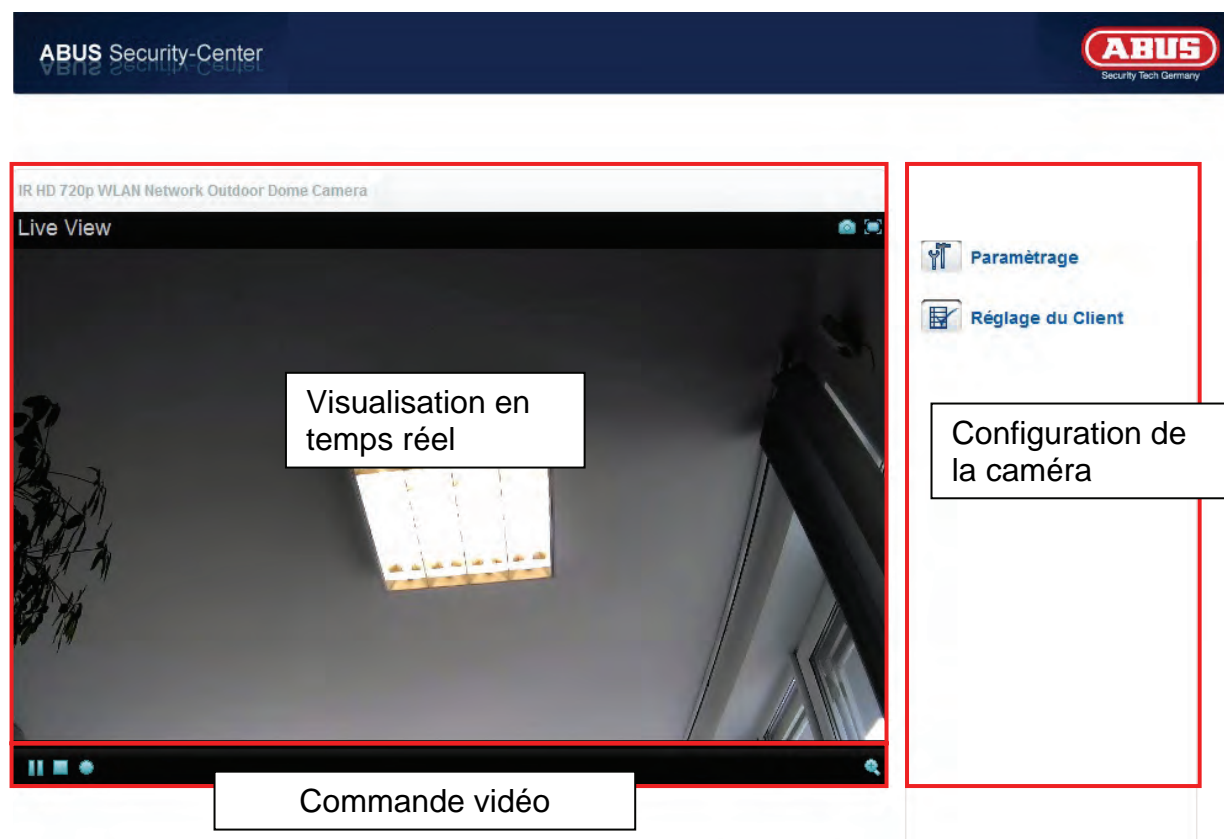 ABUS Security-Center
ABUS
Security Tech Germany
IR HD 720p WLAN Network Outdoor Dome Camera
Live View
Paramètrage
Réglage du Client
Visualisation en
temps réel
Configuration de
la caméra
Commande vidéo